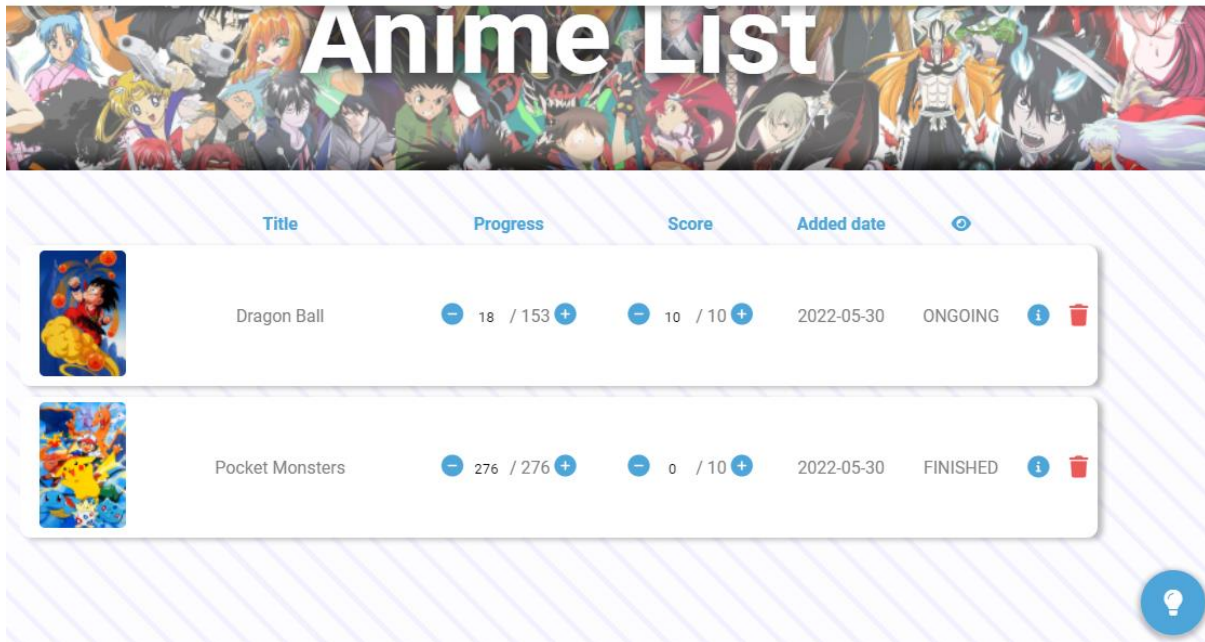 Anime List
Title Progress Score Added date
Dragon Ball 18 / 153 10 / 10 2022-05-30 ONGOING
Pocket Monsters 276 / 276 0 / 10 2022-05-30 FINISHED